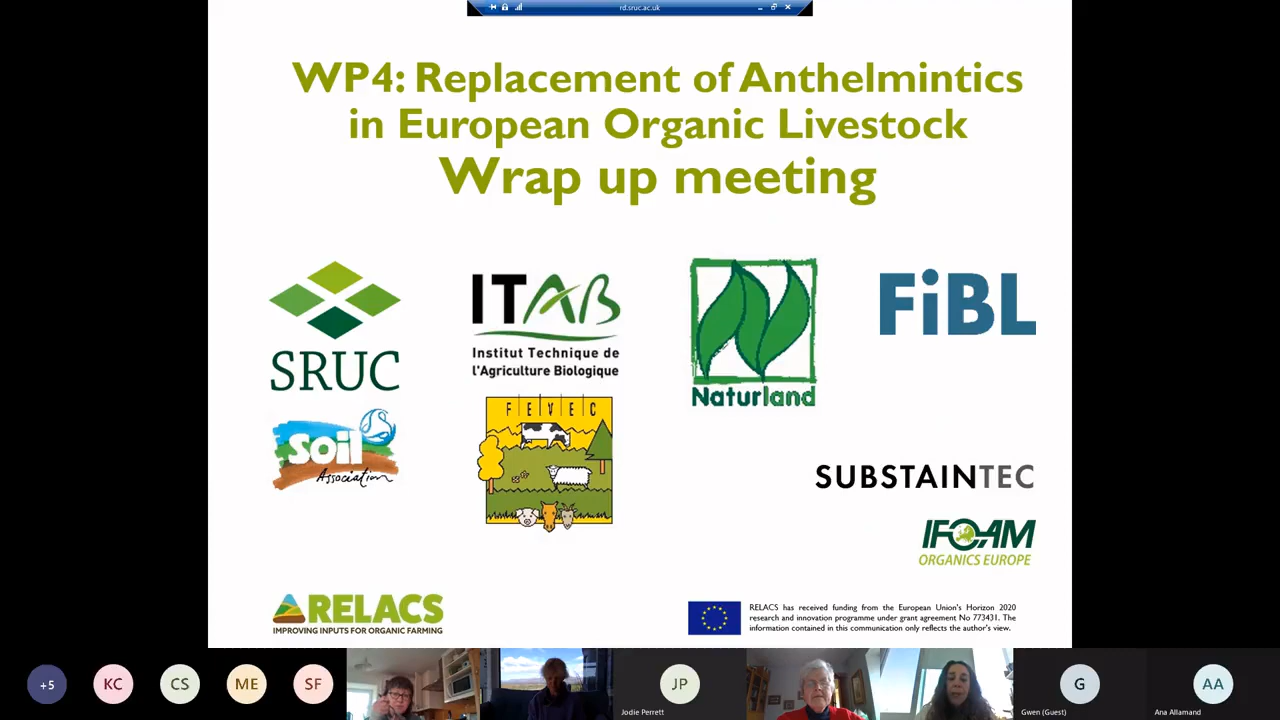 rd.sruc.ac.uk
WP4: Replacement of Anthelmintics
in European Organic Livestock
Wrap up meeting
SRUC
ITAB
Institut Technique de
l'Agriculture Biologique
Naturland
FiBL
soil
Association
FEVEC
SUBSTAINTEC
IFOAM
ORGANICS EUROPE
RELACS
IMPROVING INPUTS FOR ORGANIC FARMING
RELACS has received funding from the European Union's Horizon 2020
research and innovation programme under grant agreement No 773431. The
information contained in this communication only reflects the author's view.
+5
KC
CS
ME
SF
JP
Jodie Perrett
G
Gwen (Guest)
AA
Ana Allamand